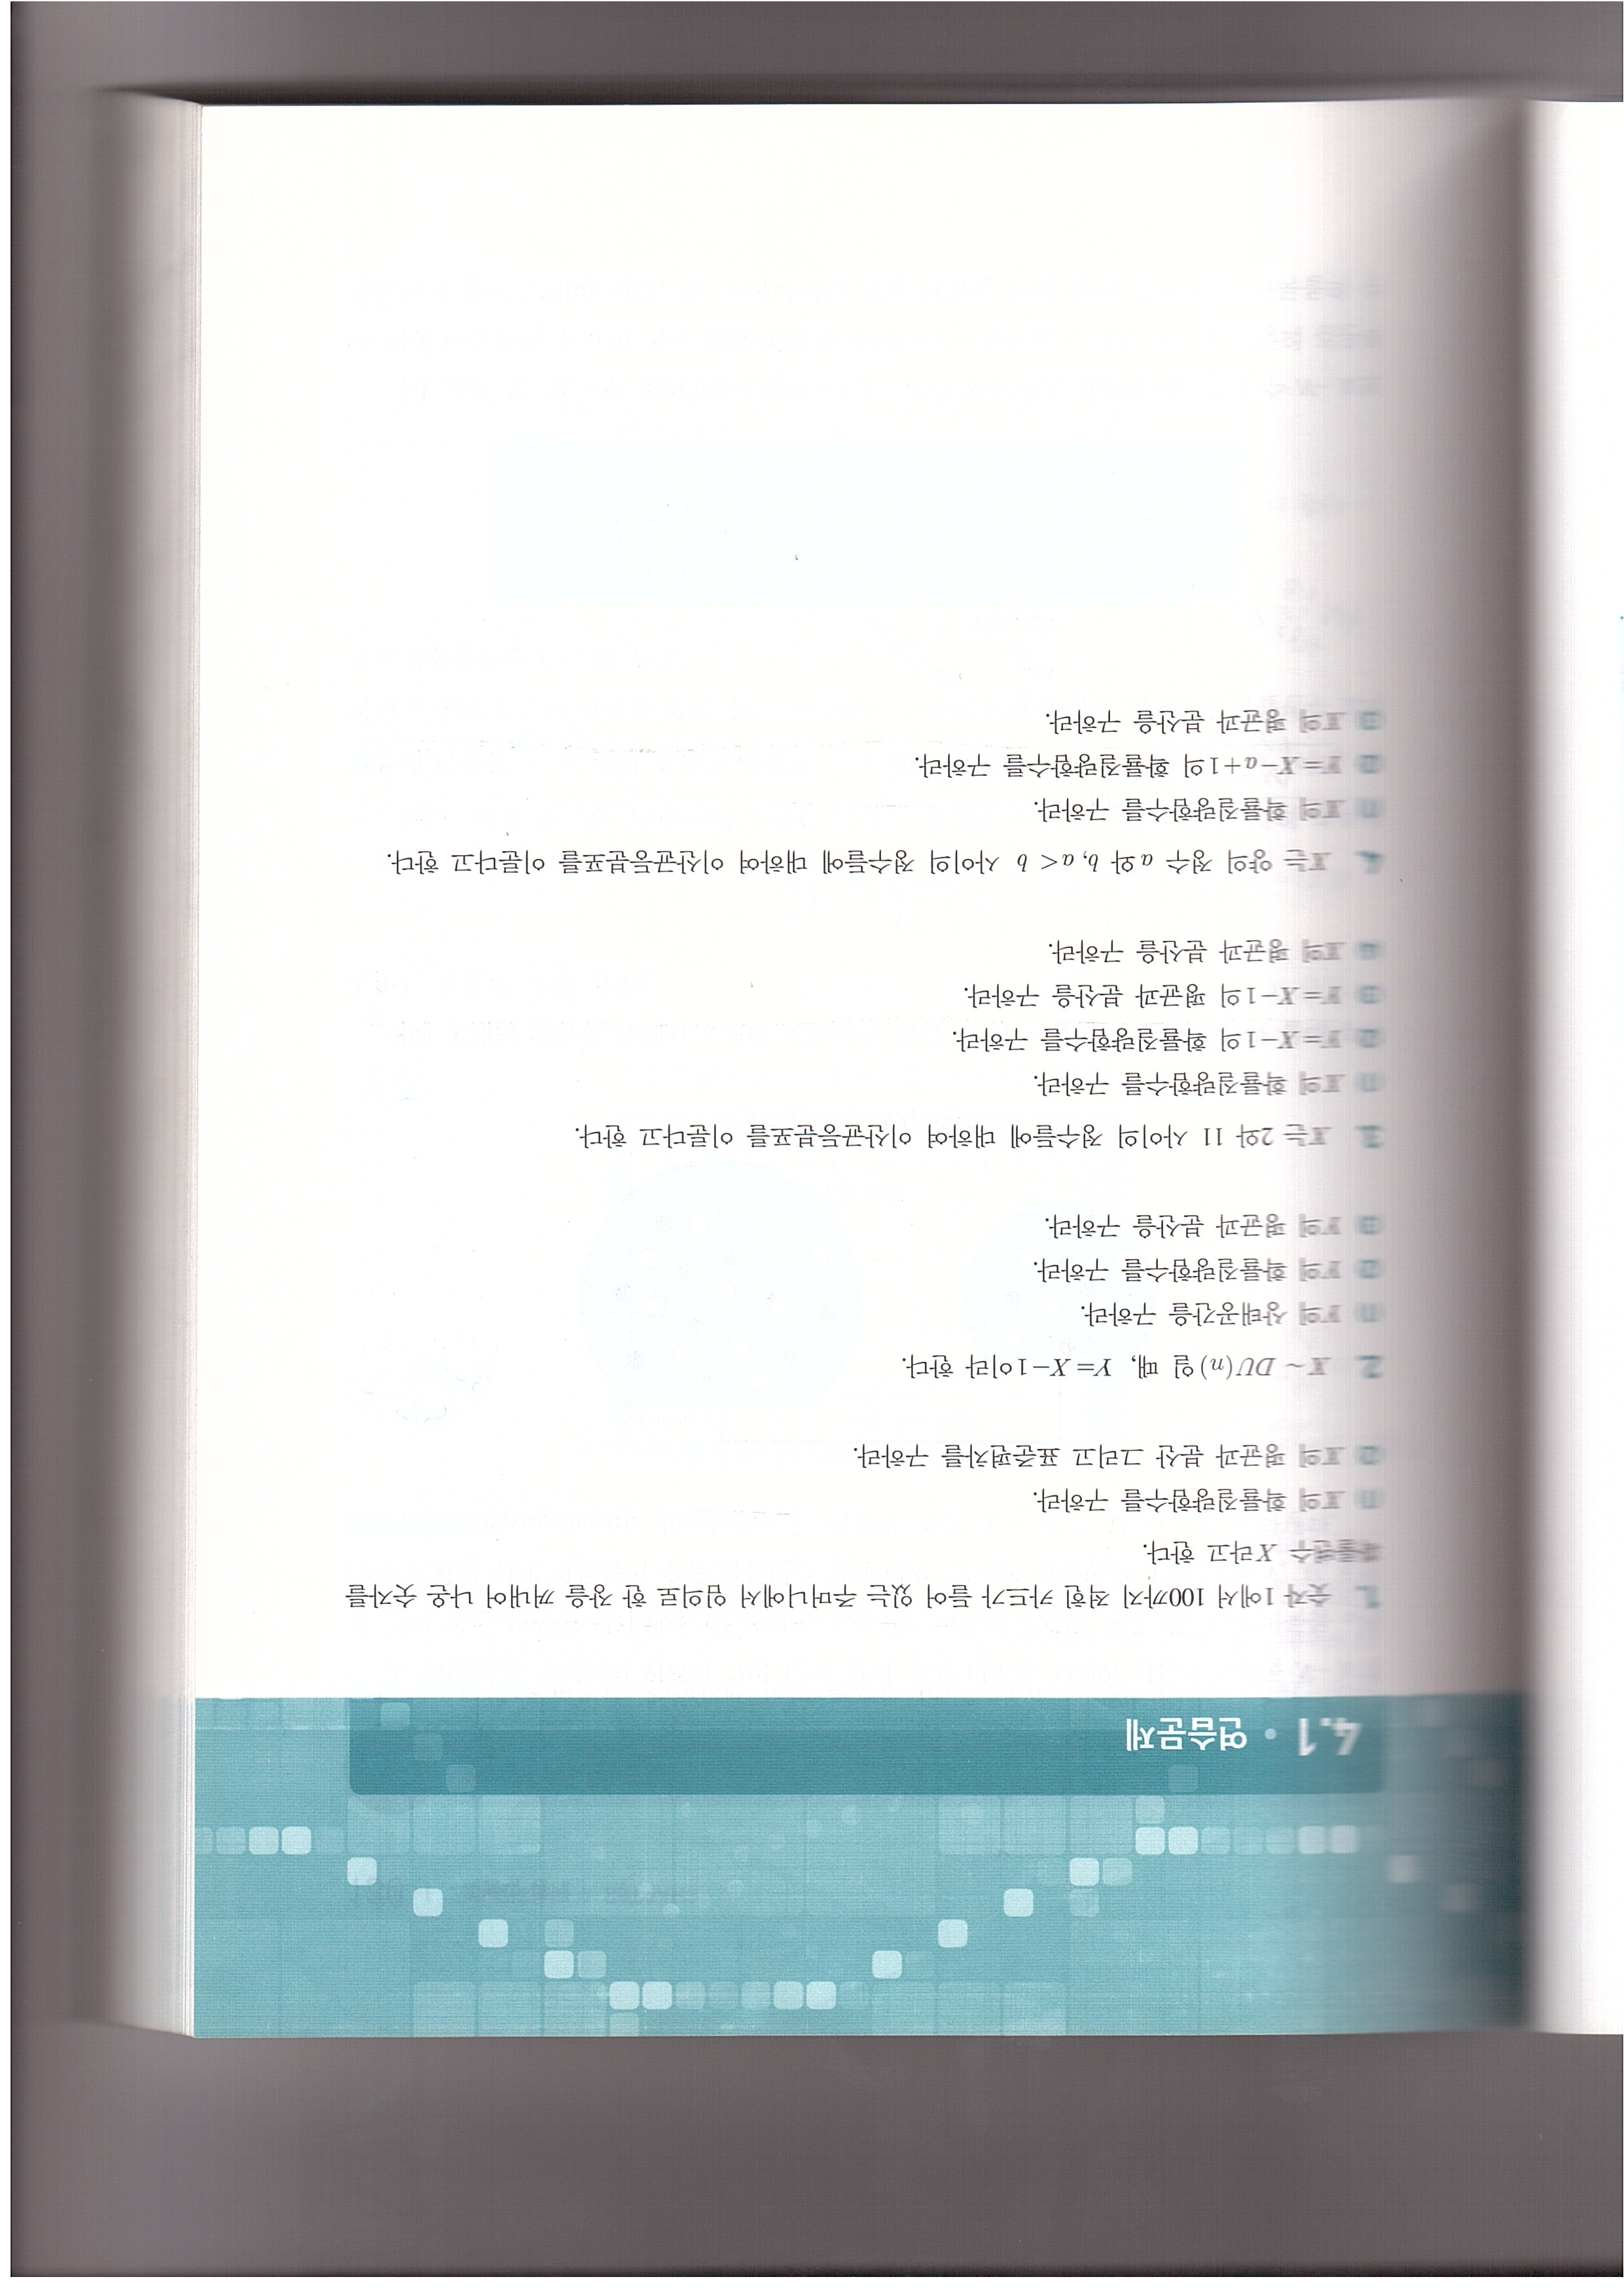 4.1 • 연습문제
1. 숫자 1에서 100까지 적힌 카드가 들어 있는 주머니에서 임의로 한 장을 꺼내어 나온 숫자를
확률변수 X라고 한다.
(1) X의 확률질량함수를 구하라.
(2) X의 평균과 분산 그리고 표준편차를 구하라.
2. X~ DU(n)일 때, Y=X-1이라 한다.
(1) Y의 상태공간을 구하라.
(2) Y의 확률질량함수를 구하라.
(3) Y의 평균과 분산을 구하라.
3. X는 2와 11 사이의 정수들에 대하여 이산균등분포를 이룬다고 한다.
(1) X의 확률질량함수를 구하라.
(2) Y=X-1의 확률질량함수를 구하라.
(3) Y=X-1의 평균과 분산을 구하라.
(4) X의 평균과 분산을 구하라.
4. X는 양의 정수 a와 b, a< b 사이의 정수들에 대하여 이산균등분포를 이룬다고 한다.
(1) X의 확률질량함수를 구하라.
(2) Y=X-a+1의 확률질량함수를 구하라.
(3) X의 평균과 분산을 구하라.